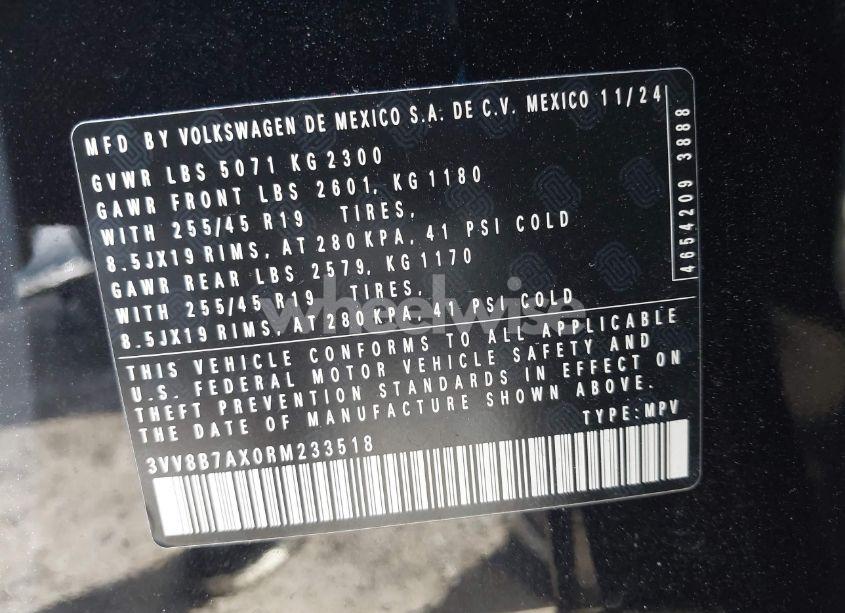 MFD BY VOLKSWAGEN DE MEXICO S.A. DE C.V. MEXICO 11/24
GVWR LBS 5071 KG 2300
GAWR FRONT LBS 2601, KG 1180
WITH 255/45 R19 TIRES,
8.5JX19 RIMS, AT 280 KPA, 41 PSI COLD
GAWR REAR LBS 2579, KG 1170
WITH 255/45 R19 TIRES,
8.5JX19 RIMS, AT 280 KPA, 41 PSI COLD
4654209 3888
wheelwise
THIS VEHICLE CONFORMS TO ALL APPLICABLE
U.S. FEDERAL MOTOR VEHICLE SAFETY AND
THEFT PREVENTION STANDARDS IN EFFECT ON
THE DATE OF MANUFACTURE SHOWN ABOVE.
TYPE: MPV
3VV8B7AX0RM233518